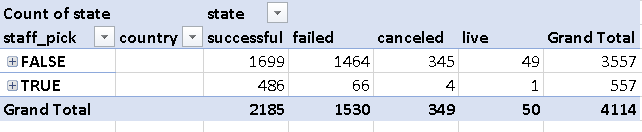 Count of state state
staff_pick country successful failed canceled live Grand Total
FALSE 1699 1464 345 49 3557
TRUE 486 66 4 1 557
Grand Total 2185 1530 349 50 4114